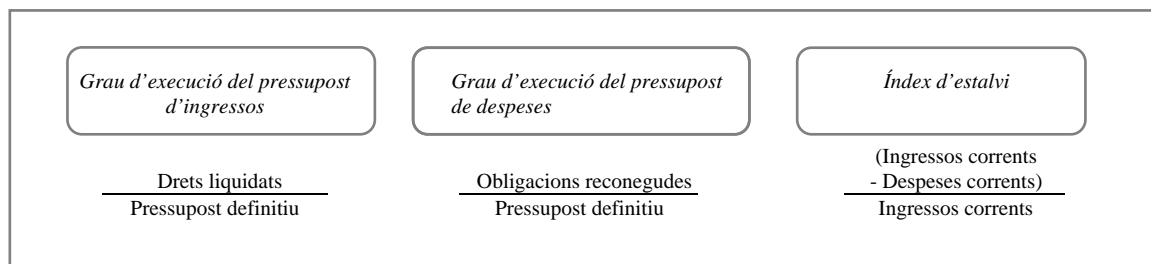 Grau d'execució del pressupost
d'ingressos
Drets liquidats
Pressupost definitiu
Grau d'execució del pressupost
de despeses
Obligacions reconegudes
Pressupost definitiu
Índex d'estalvi
(Ingressos corrents
- Despeses corrents)
Ingressos corrents